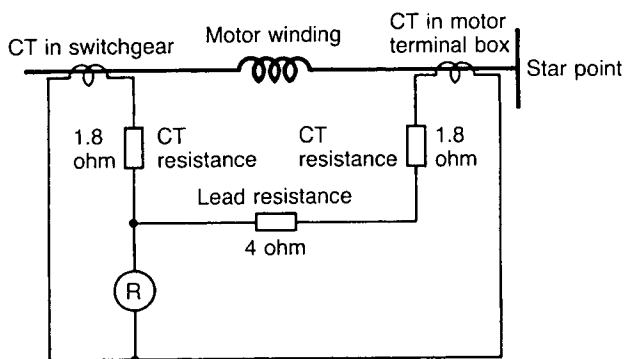 CT in switchgear
Motor winding
CT in motor
terminal box
Star point
1.8
ohm
CT
resistance
CT
resistance
1.8
ohm
Lead resistance
4 ohm
R